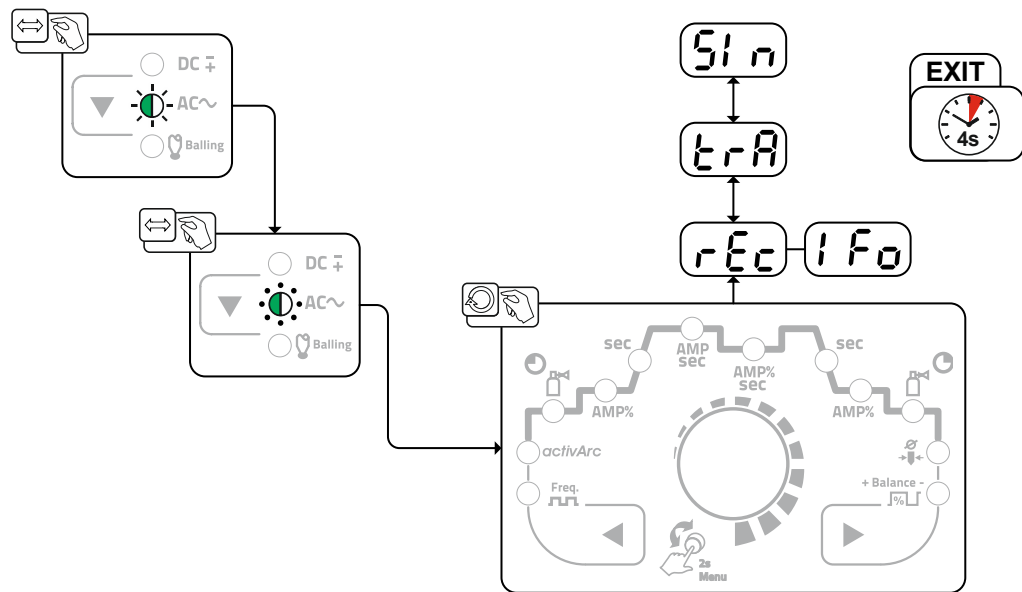 DC
AC
Balling
DC
AC
Balling
SIn
trA
rEc
IFo
EXIT
4s
sec
AMP
sec
AMP%
sec
sec
AMP%
AMP%
activArc
Freq.
+ Balance -
%
2s
Menu